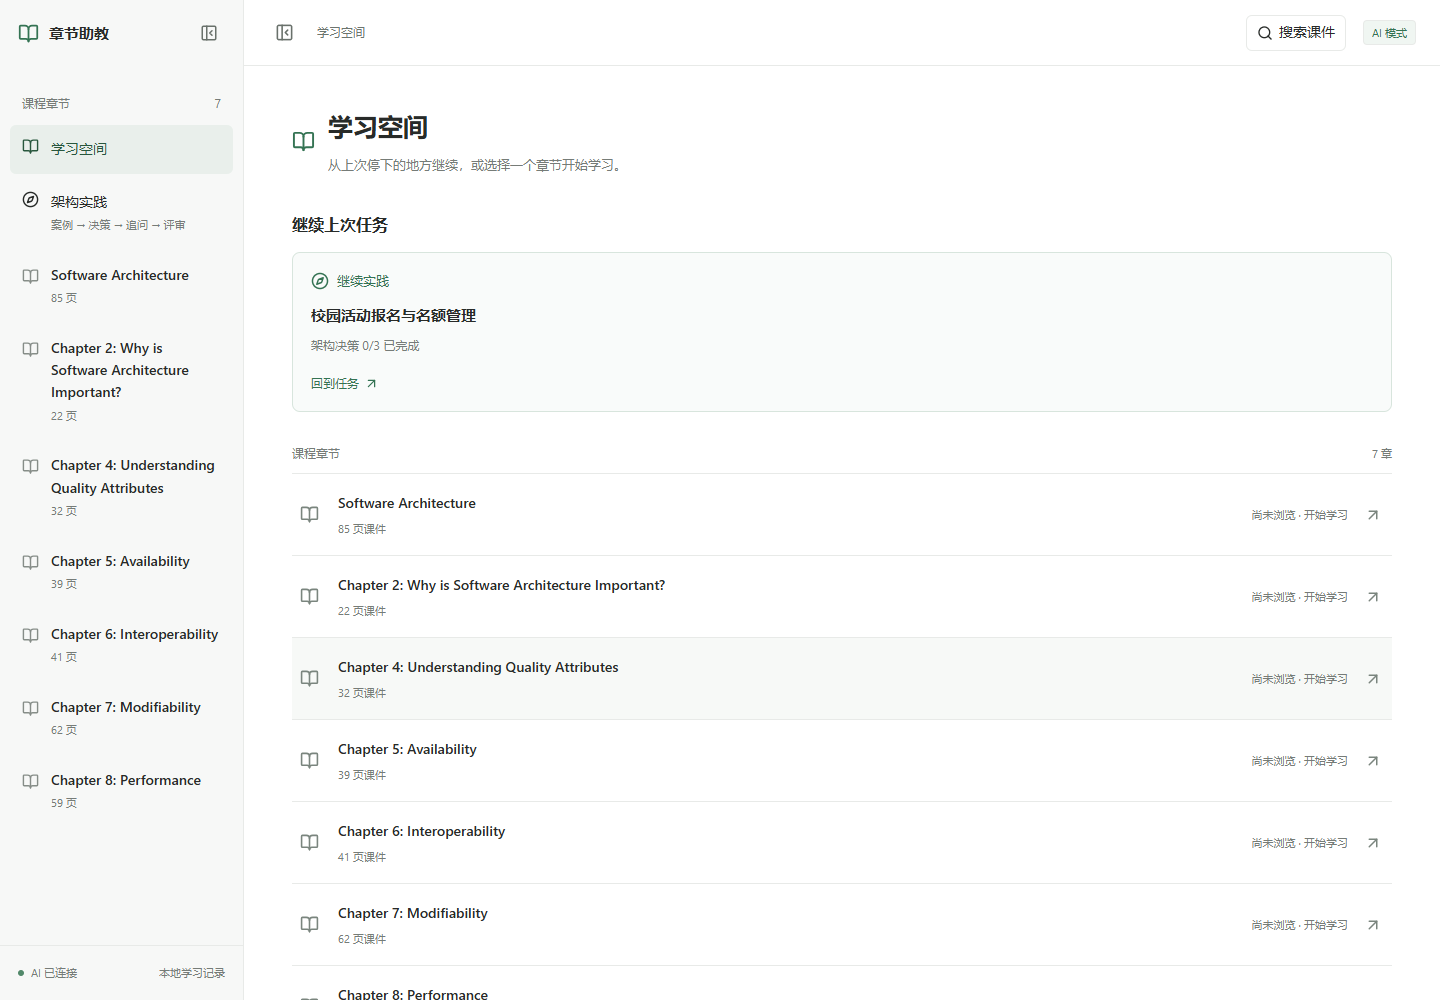 章节助教
课程章节
7
学习空间
架构实践
案例 → 决策 → 追问 → 评审
Software Architecture
85 页
Chapter 2: Why is
Software Architecture
Important?
22 页
Chapter 4: Understanding
Quality Attributes
32 页
Chapter 5: Availability
39 页
Chapter 6: Interoperability
41 页
Chapter 7: Modifiability
62 页
Chapter 8: Performance
59 页
AI 已连接
本地学习记录
学习空间
搜索课件
AI 模式
学习空间
从上次停下的地方继续，或选择一个章节开始学习。
继续上次任务
继续实践
校园活动报名与名额管理
架构决策 0/3 已完成
回到任务
课程章节
7 章
Software Architecture
85 页课件
尚未浏览 · 开始学习
Chapter 2: Why is Software Architecture Important?
22 页课件
尚未浏览 · 开始学习
Chapter 4: Understanding Quality Attributes
32 页课件
尚未浏览 · 开始学习
Chapter 5: Availability
39 页课件
尚未浏览 · 开始学习
Chapter 6: Interoperability
41 页课件
尚未浏览 · 开始学习
Chapter 7: Modifiability
62 页课件
尚未浏览 · 开始学习
Chapter 8: Performance